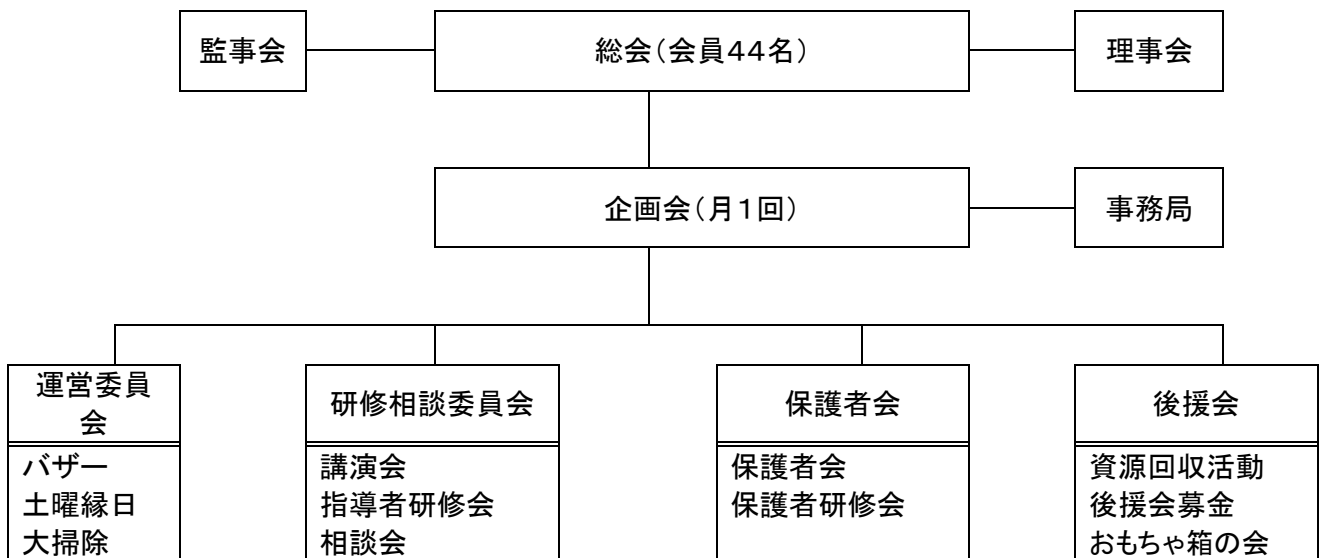 監事会
総会(会員44名)
理事会
企画会(月1回)
事務局
運営委員
会
研修相談委員会
保護者会
後援会
バザー
土曜縁日
大掃除
講演会
指導者研修会
相談会
保護者会
保護者研修会
資源回収活動
後援会募金
おもちゃ箱の会